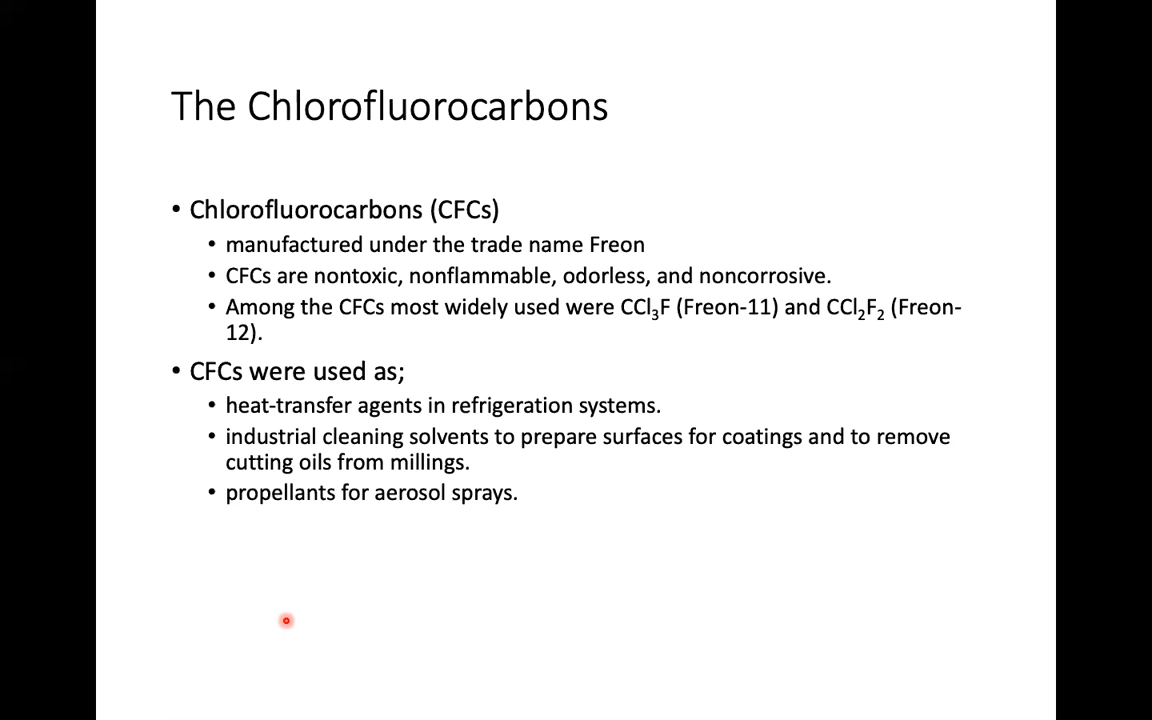 The Chlorofluorocarbons
• Chlorofluorocarbons (CFCs)
• manufactured under the trade name Freon
• CFCs are nontoxic, nonflammable, odorless, and noncorrosive.
• Among the CFCs most widely used were CCl₃F (Freon-11) and CCl₂F₂ (Freon-
12).
• CFCs were used as;
• heat-transfer agents in refrigeration systems.
• industrial cleaning solvents to prepare surfaces for coatings and to remove
cutting oils from millings.
• propellants for aerosol sprays.